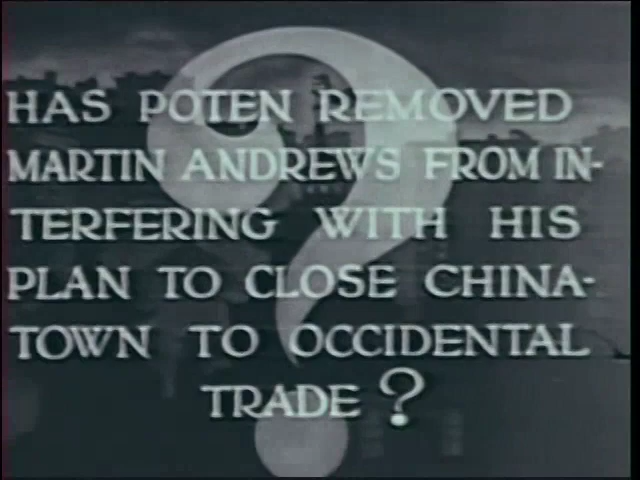 HAS POTEN REMOVED
MARTIN ANDREWS FROM IN-
TERFERING WITH HIS
PLAN TO CLOSE CHINA-
TOWN TO OCCIDENTAL
TRADE?